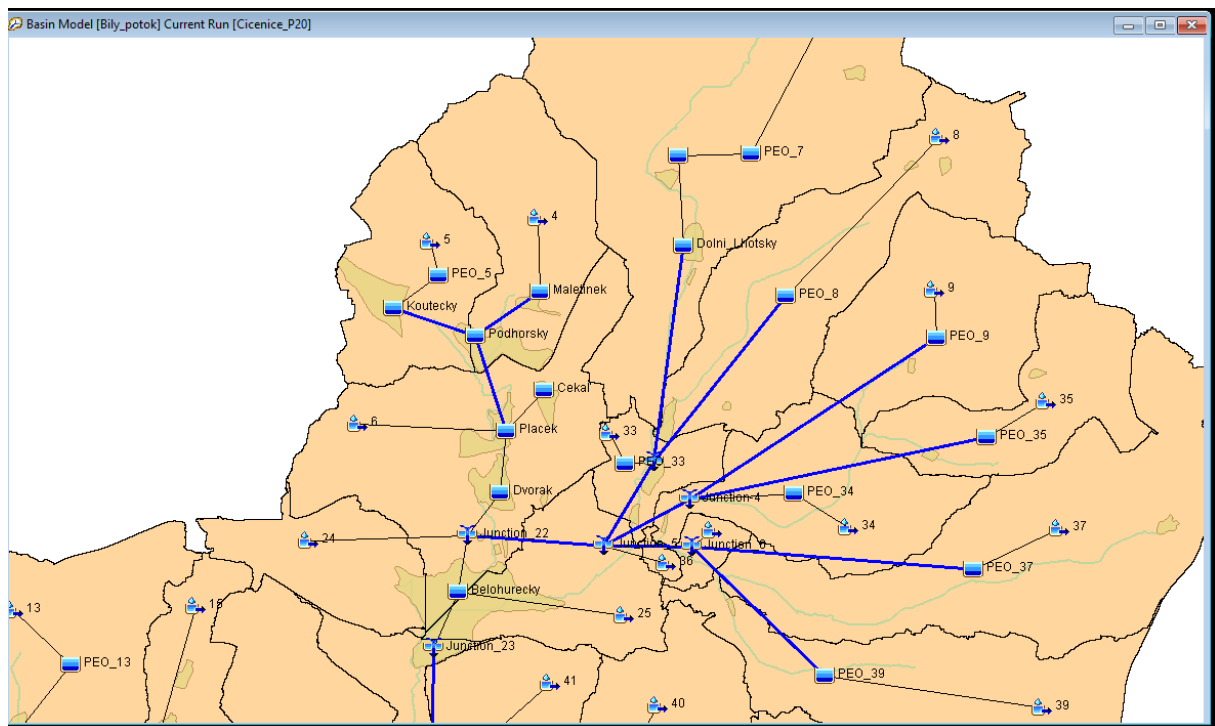 Basin Model [Bily_potok] Current Run [Cicenice_P20]
8
PEO_7
4
5
Dolni_Lhotsky
PEO_5
Maletinek
PEO_8
9
Koutecky
Podhorsky
PEO_9
Cekal
35
6
Placek
33
PEO_35
PEO_33
Dvorak
Junction-4
PEO_34
34
37
24
Junction_22
36
PEO_37
Belohurecky
13
15
25
Junction_23
PEO_13
PEO_39
41
40
39